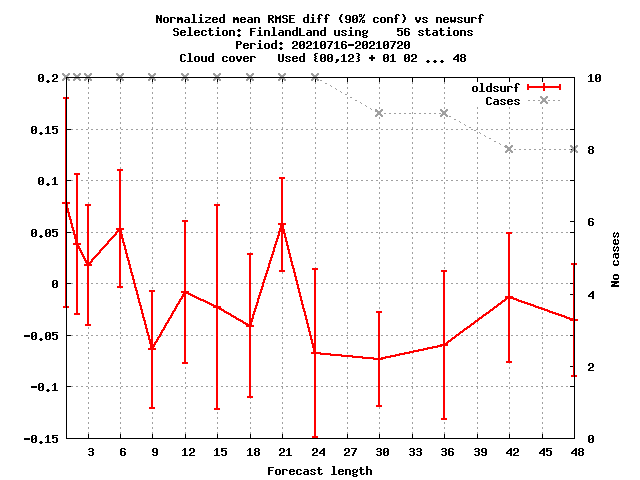 Normalized mean RMSE diff (90% conf) vs newsurf
Selection: FinlandLand using    56 stations
Period: 20210716-20210720
Cloud cover   Used {00,12} + 01 02 ... 48
oldsurf
Cases
0.2
0.15
0.1
0.05
0
-0.05
-0.1
-0.15
10
8
6
4
2
0
No cases
3 6 9 12 15 18 21 24 27 30 33 36 39 42 45 48
Forecast length